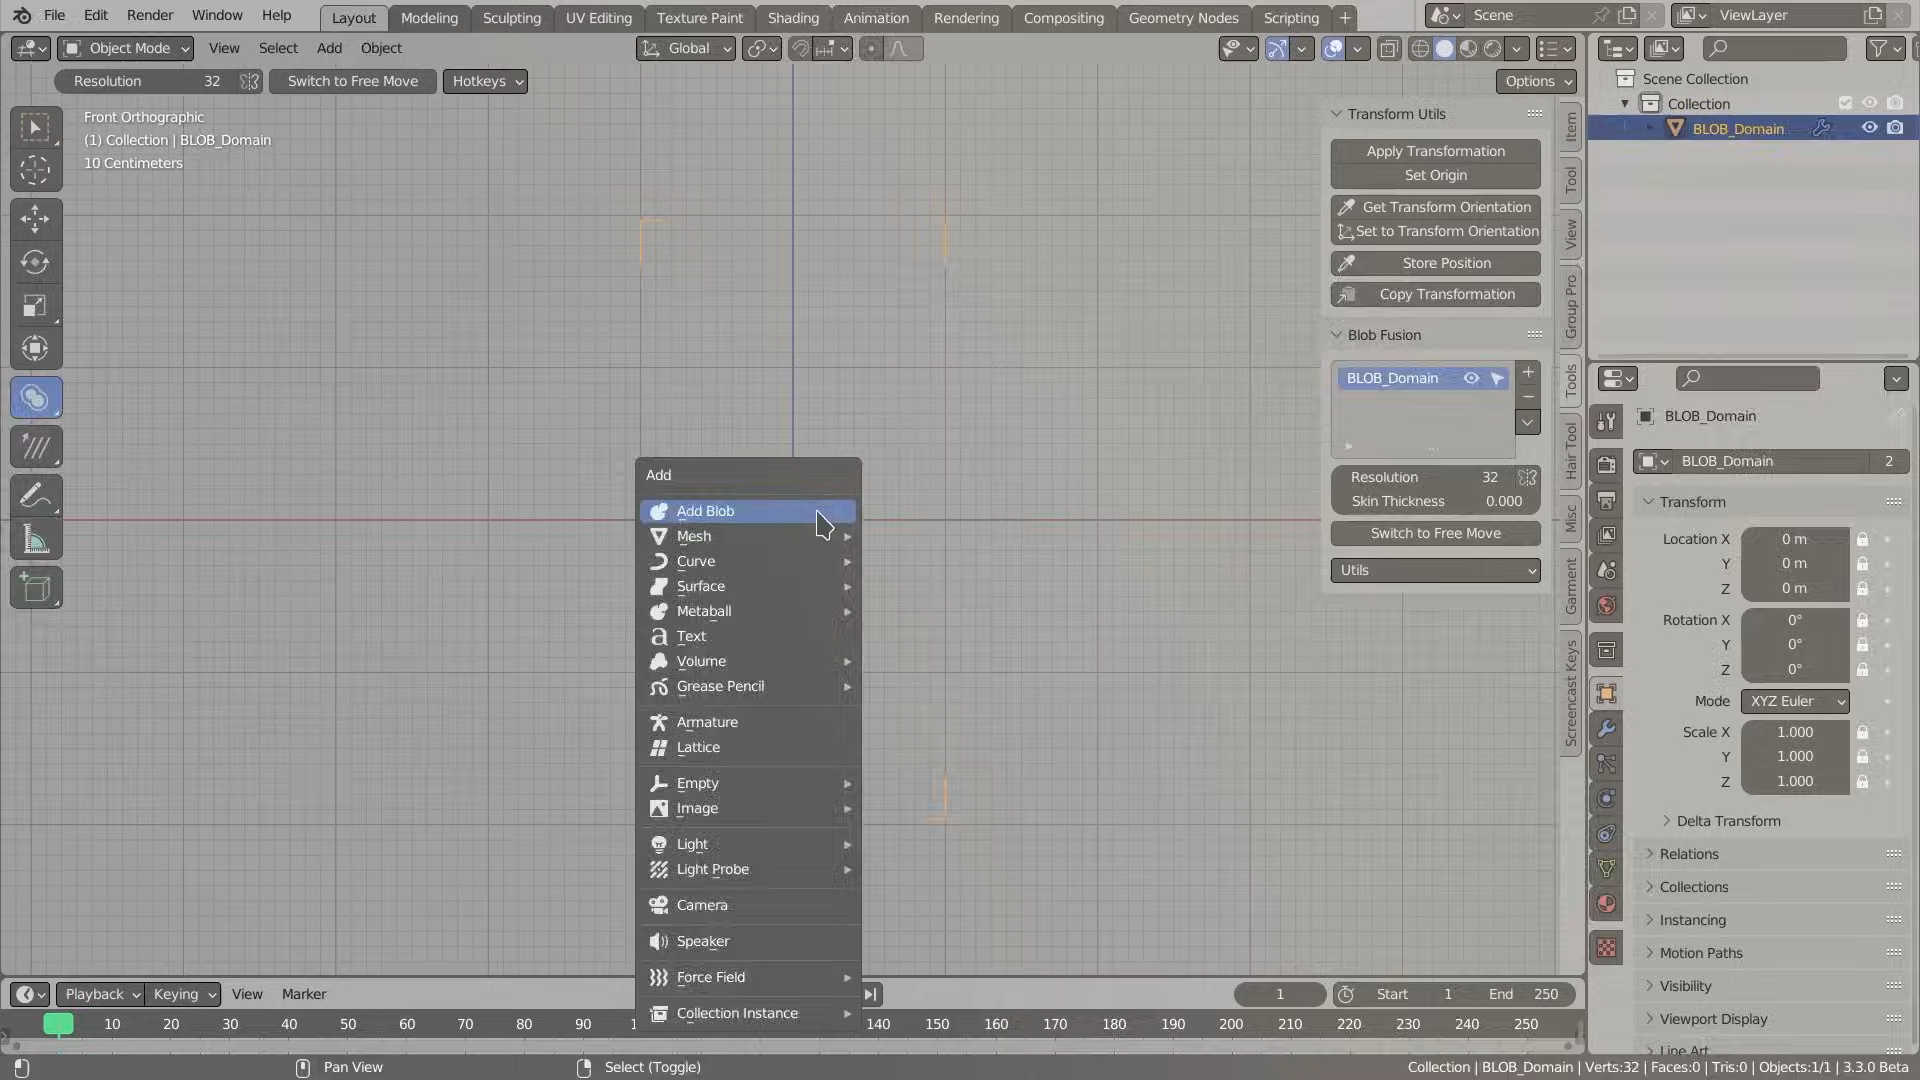 File Edit Render Window Help Layout Modeling Sculpting UV Editing Texture Paint Shading Animation Rendering Compositing Geometry Nodes Scripting + Scene ViewLayer
Object Mode View Select Add Object Global
Resolution 32 Switch to Free Move Hotkeys Options
Front Orthographic
(1) Collection | BLOB_Domain
10 Centimeters
Transform Utils
Apply Transformation
Set Origin
Get Transform Orientation
Set to Transform Orientation
Store Position
Copy Transformation
Blob Fusion
BLOB_Domain
Resolution 32
Skin Thickness 0.000
Switch to Free Move
Utils
Item
Tool
View
Group Pro
Tools
Hair Tool
Misc
Garment
Screencast Keys
Add
Add Blob
Mesh
Curve
Surface
Metaball
Text
Volume
Grease Pencil
Armature
Lattice
Empty
Image
Light
Light Probe
Camera
Speaker
Force Field
Collection Instance
Scene Collection
Collection
BLOB_Domain
BLOB_Domain
BLOB_Domain 2
Transform
Location X 0 m
Y 0 m
Z 0 m
Rotation X 0°
Y 0°
Z 0°
Mode XYZ Euler
Scale X 1.000
Y 1.000
Z 1.000
Delta Transform
Relations
Collections
Instancing
Motion Paths
Visibility
Viewport Display
Line Art
Playback Keying View Marker 1 Start 1 End 250
10 20 30 40 50 60 70 80 90 140 150 160 170 180 190 200 210 220 230 240 250
Pan View Select (Toggle) Collection | BLOB_Domain | Verts:32 | Faces:0 | Tris:0 | Objects:1/1 | 3.3.0 Beta